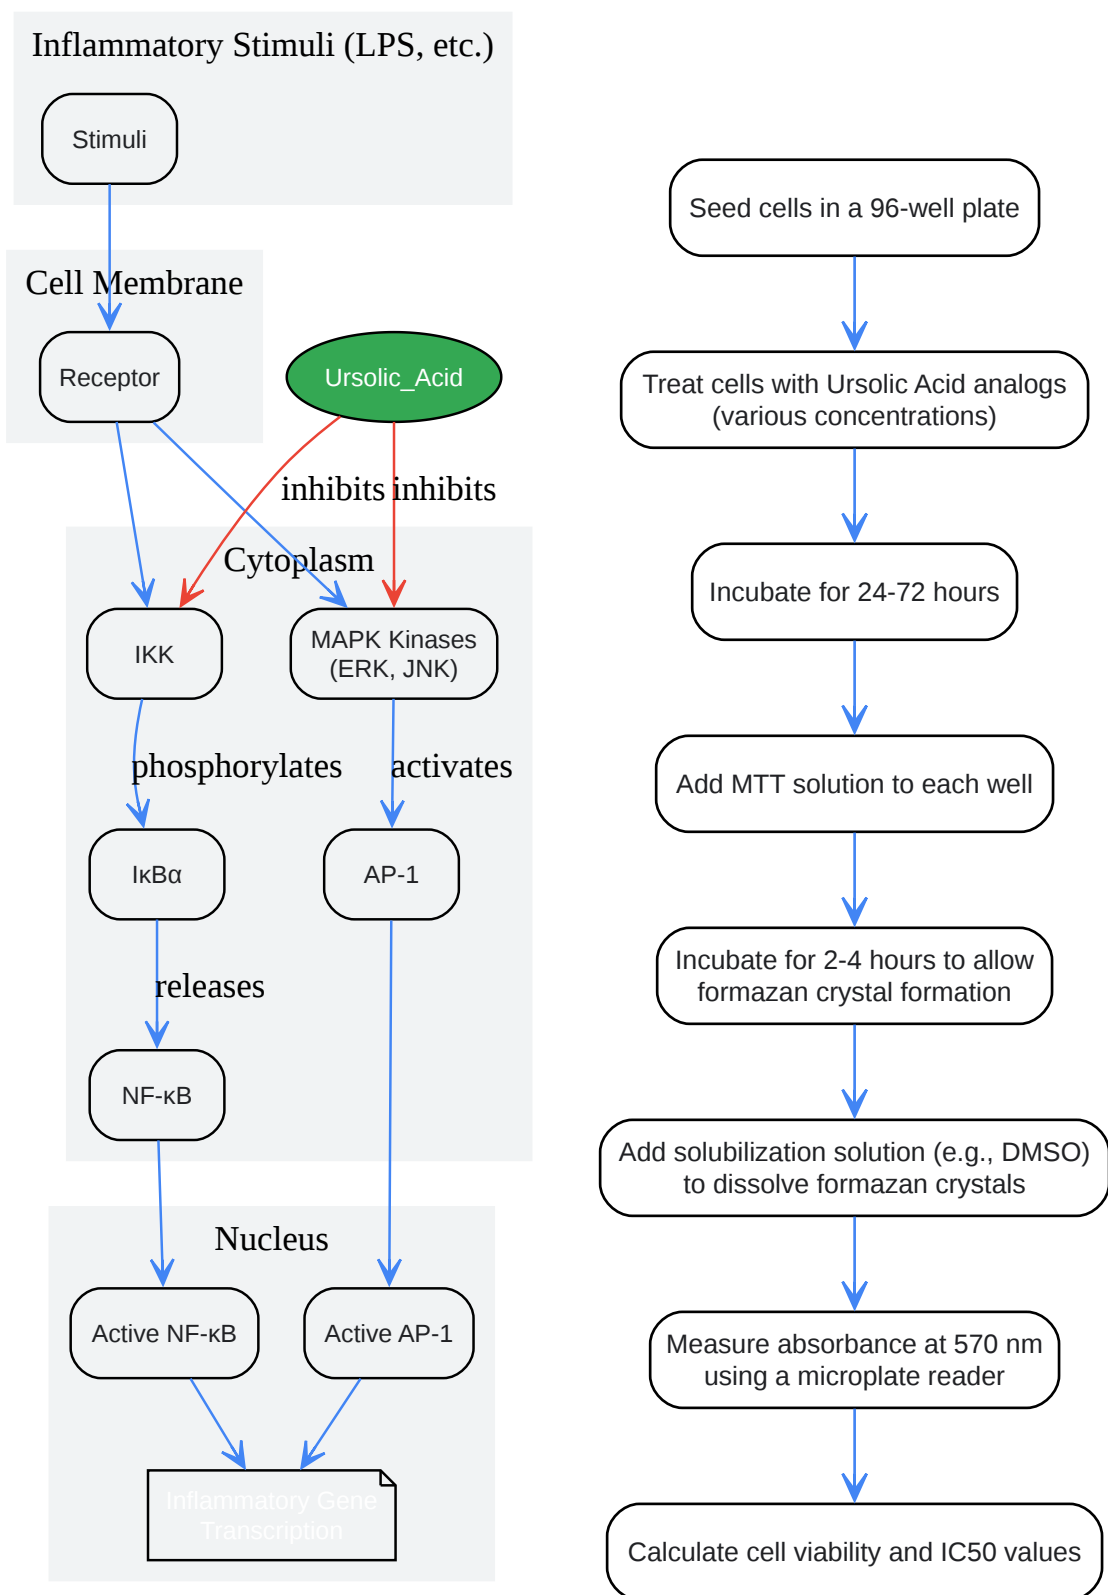 Inflammatory Stimuli (LPS, etc.)
Stimuli
Cell Membrane
Receptor
Ursolic_Acid
inhibits
inhibits
Cytoplasm
IKK
MAPK Kinases
(ERK, JNK)
phosphorylates
activates
IκBα
AP-1
releases
NF-κB
Nucleus
Active NF-κB
Active AP-1
Inflammatory Gene
Transcription
Seed cells in a 96-well plate
Treat cells with Ursolic Acid analogs
(various concentrations)
Incubate for 24-72 hours
Add MTT solution to each well
Incubate for 2-4 hours to allow
formazan crystal formation
Add solubilization solution (e.g., DMSO)
to dissolve formazan crystals
Measure absorbance at 570 nm
using a microplate reader
Calculate cell viability and IC50 values